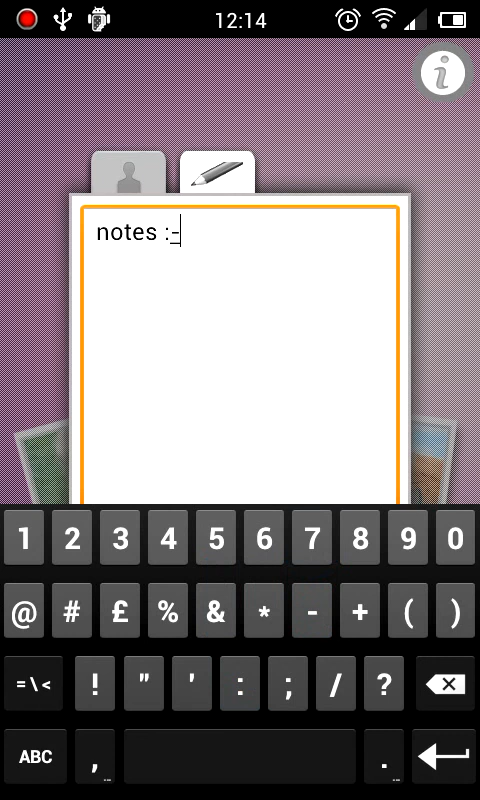 12:14
i
notes :-
1 2 3 4 5 6 7 8 9 0
@ # £ % & * - + ( )
=\< ! " ' : ; / ?
ABC , .